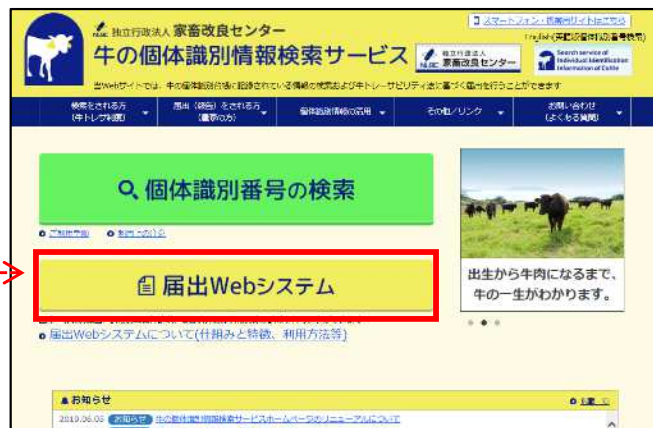 独立行政法人 家畜改良センター
牛の個体識別情報検索サービス
スマートフォン・携帯用サイトはこちら
独立行政法人
家畜改良センター
Search service of
Individual Identification
Information of Cattle
当Webサイトでは、牛の個体識別台帳に記録されている情報の検索および牛トレーサビリティ法に基づく届出を行うことができます
検索をされる方
(牛トレサ制度)
届出(報告)をされる方
(農家の方)
個体識別情報の活用
その他/リンク
お問い合わせ
(よくある質問)
個体識別番号の検索
届出Webシステム
届出Webシステムについて(仕組みと特徴、利用方法等)
出生から牛肉になるまで、
牛の一生がわかります。
お知らせ
2019.06.03 お知らせ 牛の個体識別情報検索サービスホームページのリニューアルについて